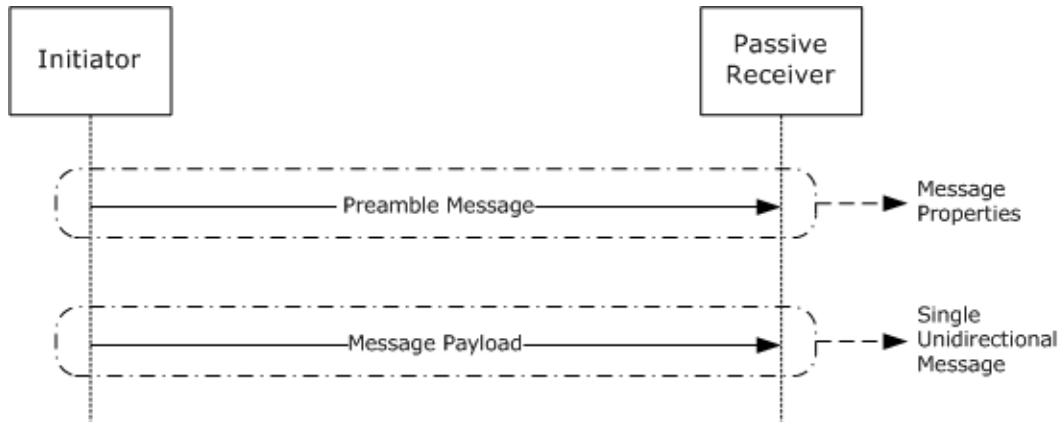 Initiator
Passive
Receiver
Preamble Message
Message
Properties
Message Payload
Single
Unidirectional
Message